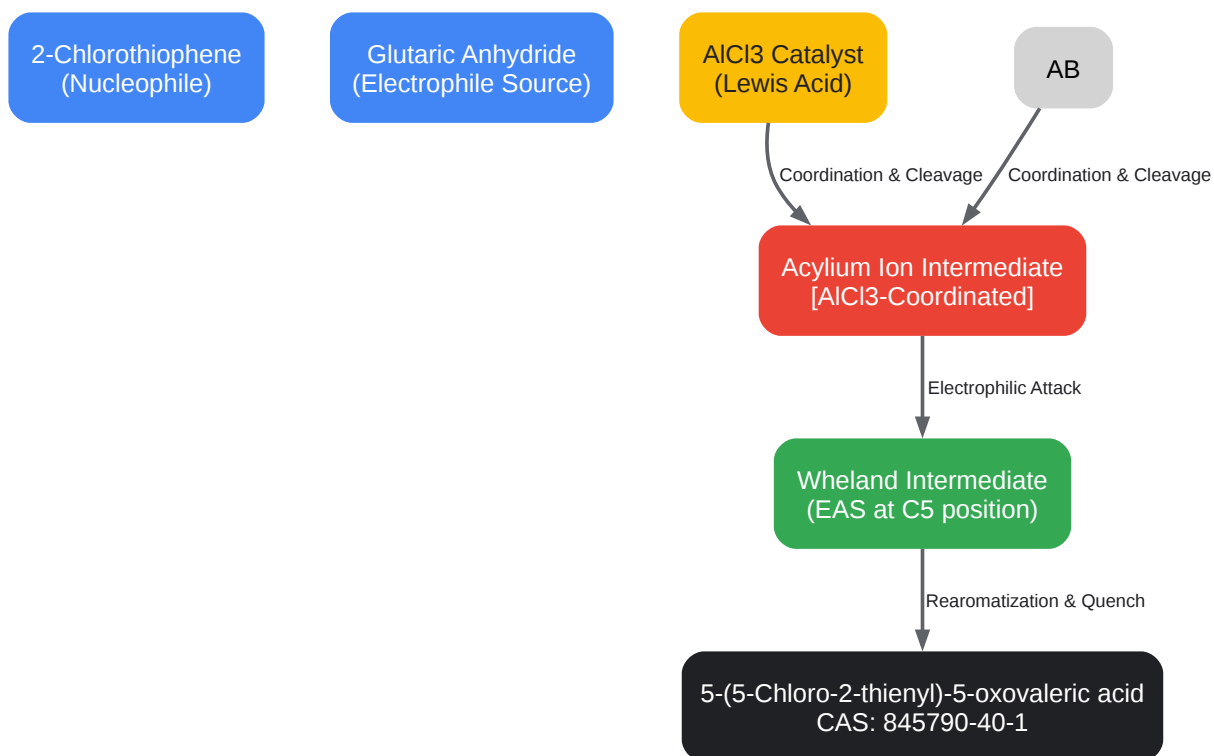 2-Chlorothiophene
(Nucleophile)
Glutaric Anhydride
(Electrophile Source)
AlCl3 Catalyst
(Lewis Acid)
AB
Coordination & Cleavage
Coordination & Cleavage
Acylium Ion Intermediate
[AlCl3-Coordinated]
Electrophilic Attack
Wheland Intermediate
(EAS at C5 position)
Rearomatization & Quench
5-(5-Chloro-2-thienyl)-5-oxovaleric acid
CAS: 845790-40-1